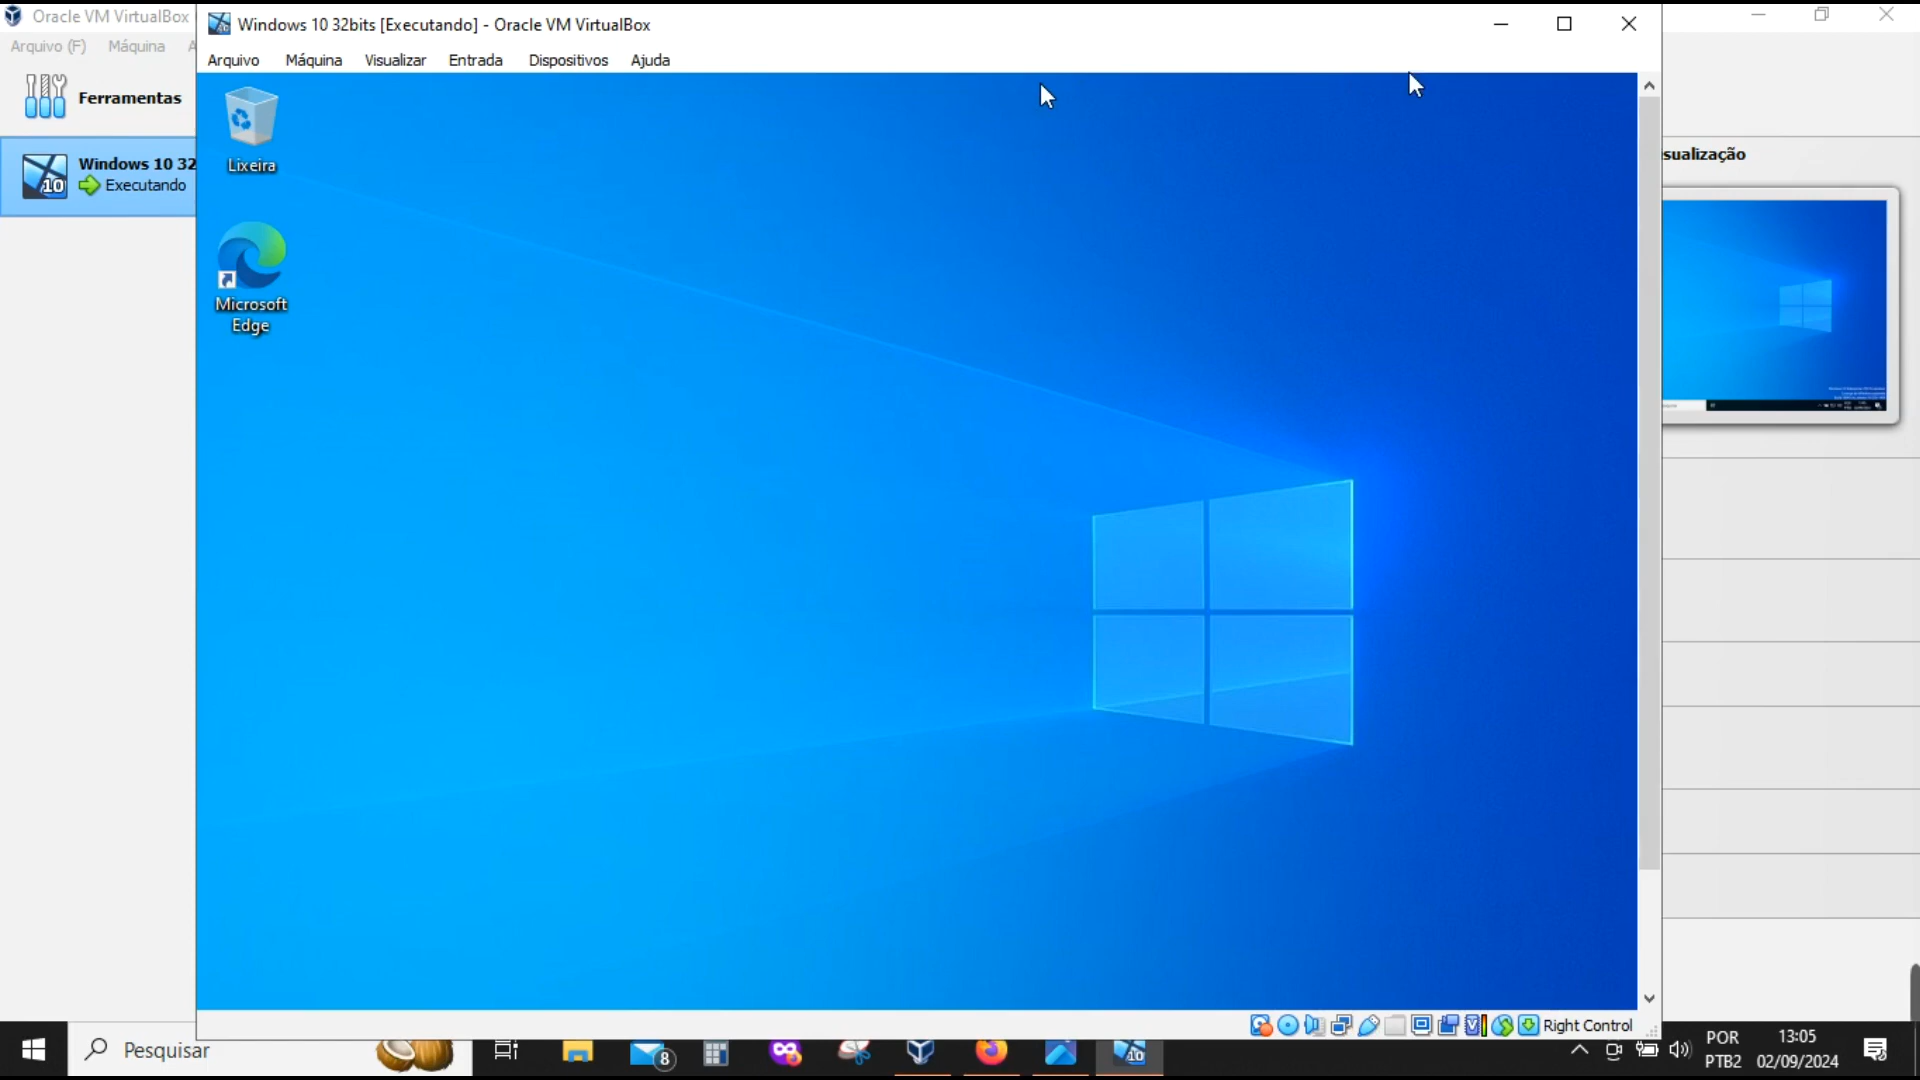 Oracle VM VirtualBox
Arquivo (F) Máquina A
Ferramentas
Windows 10 32
Executando
10
Windows 10 32bits [Executando] - Oracle VM VirtualBox
Arquivo Máquina Visualizar Entrada Dispositivos Ajuda
Lixeira
Microsoft
Edge
sualização
Right Control
Pesquisar
8
10
POR
PTB2
13:05
02/09/2024